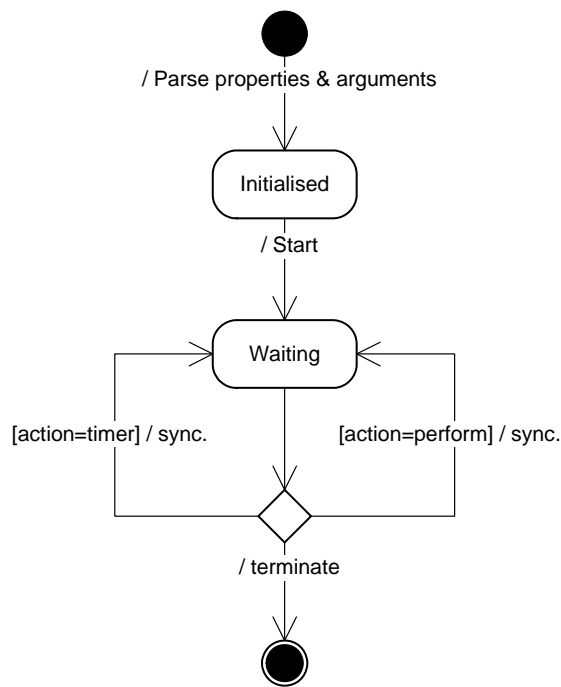 / Parse properties & arguments
Initialised
/ Start
Waiting
[action=timer] / sync.
[action=perform] / sync.
/ terminate